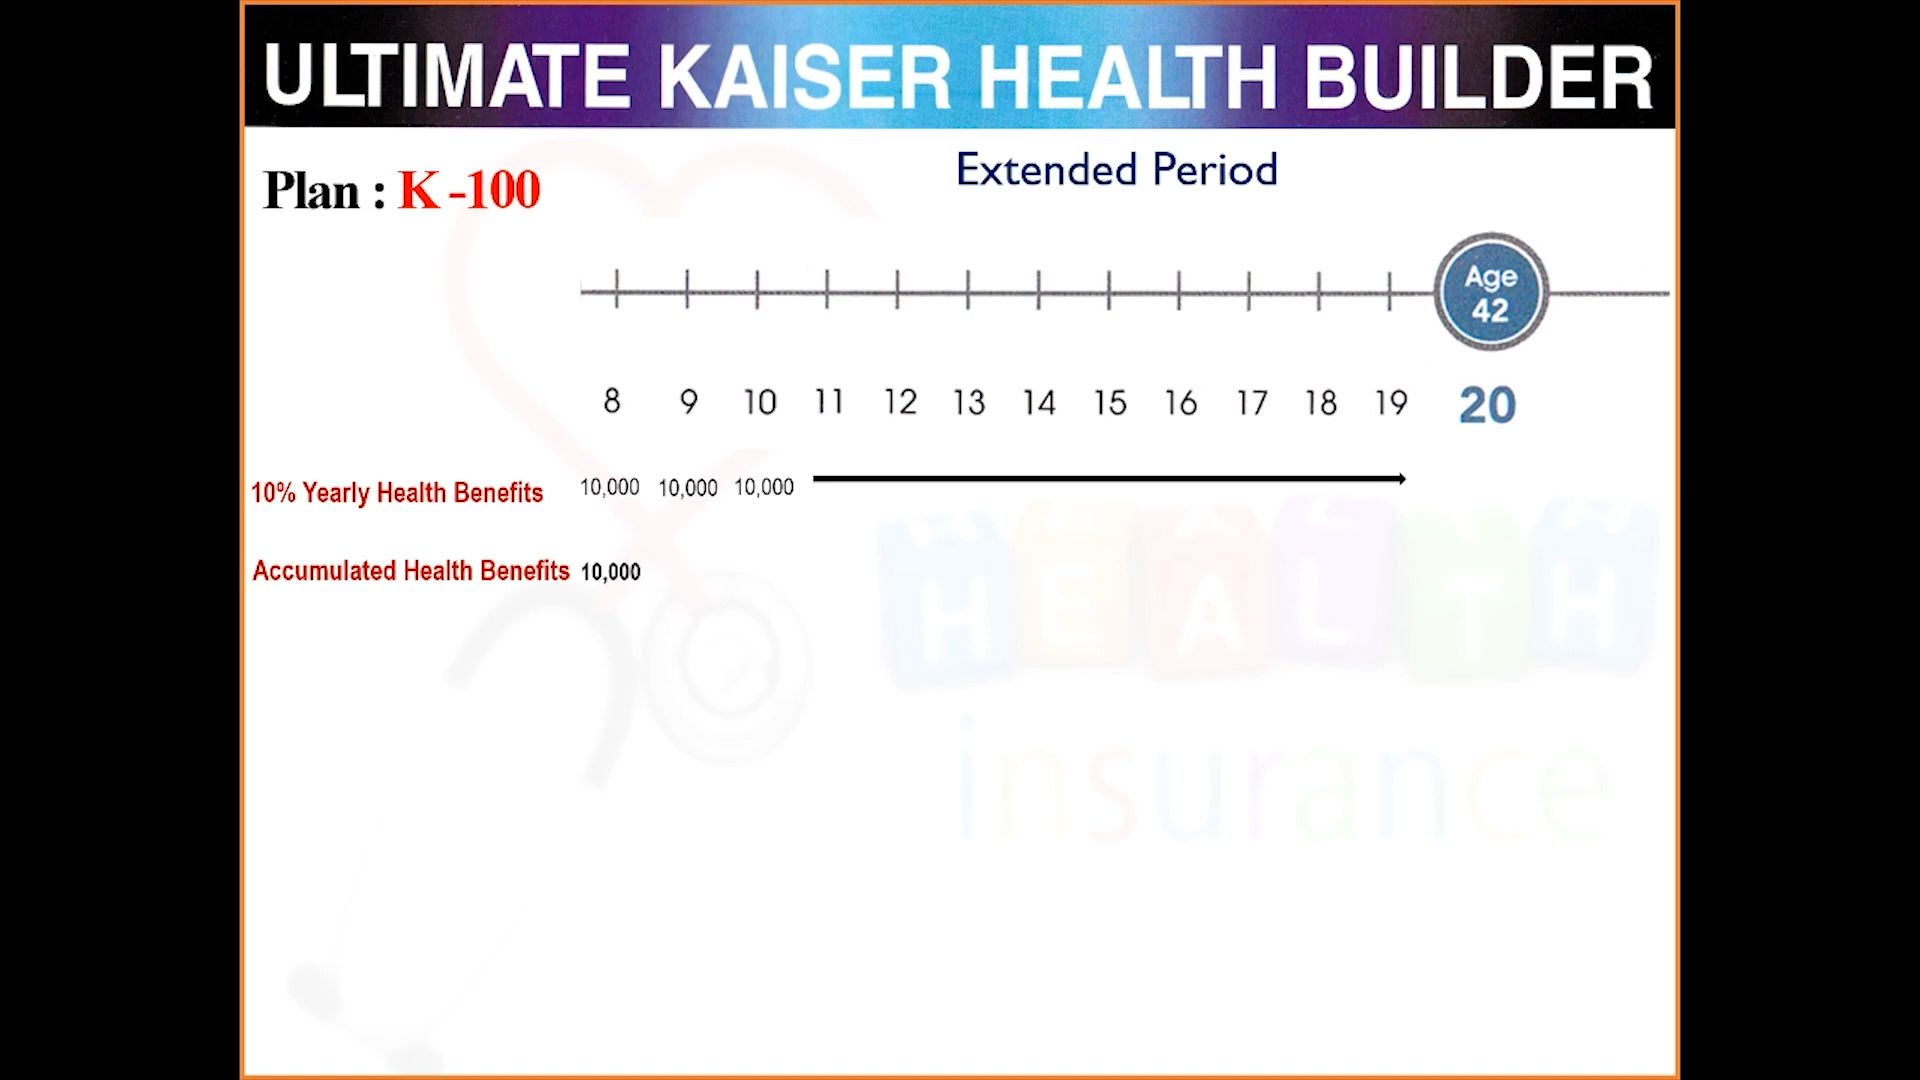 ULTIMATE KAISER HEALTH BUILDER
Plan : K -100
Extended Period
Age
42
8 9 10 11 12 13 14 15 16 17 18 19 20
10% Yearly Health Benefits 10,000 10,000 10,000
Accumulated Health Benefits 10,000
HEALTH
insurance